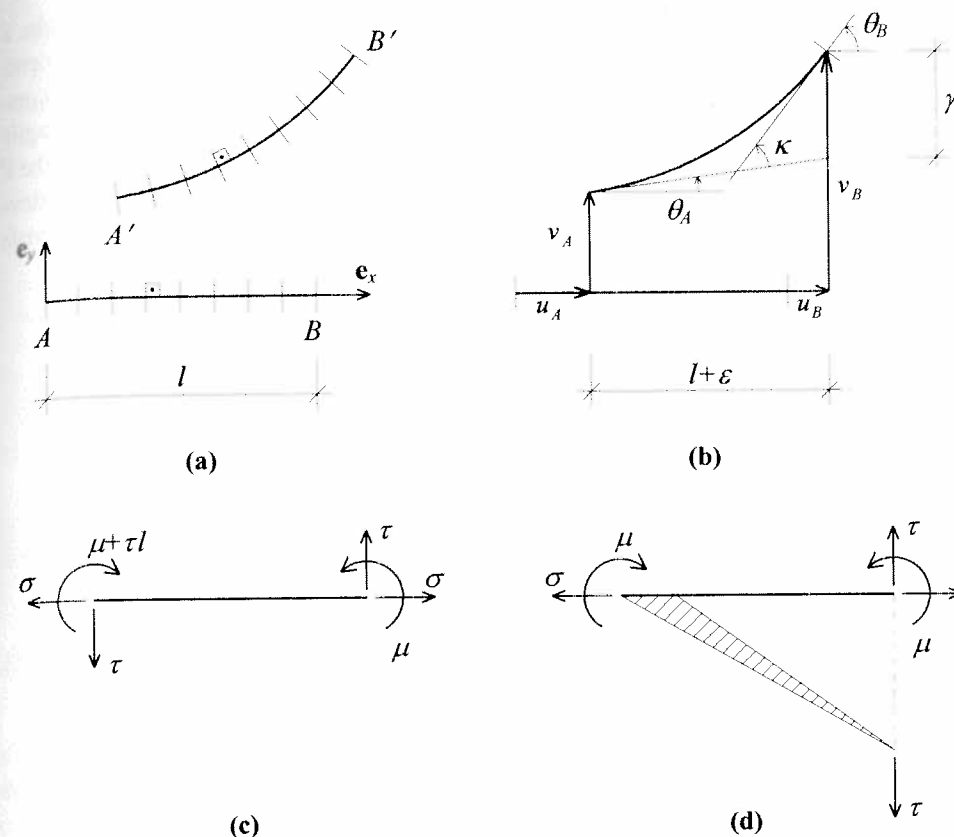 B′
A′
e_y
e_x
A
B
l
(a)
θ_B
γ
κ
θ_A
v_A
v_B
u_A
u_B
l+ε
(b)
μ+τl
τ
σ
σ
τ
μ
(c)
μ
τ
σ
μ
τ
(d)